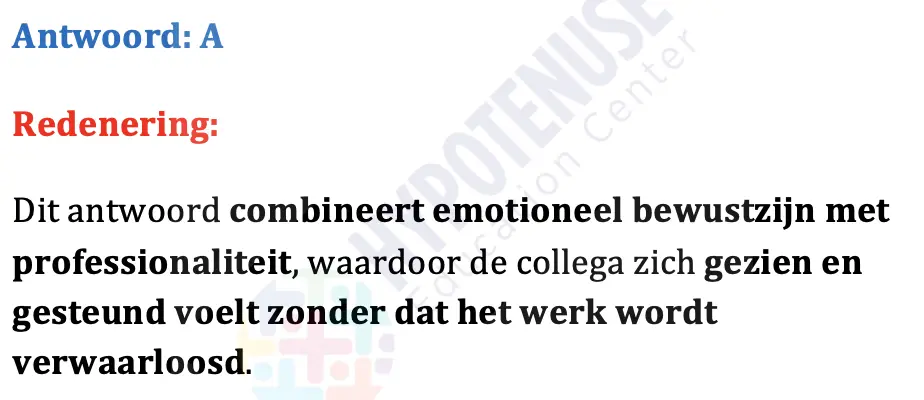 Antwoord: A
Redenering:
Dit antwoord combineert emotioneel bewustzijn met
professionaliteit, waardoor de collega zich gezien en
gesteund voelt zonder dat het werk wordt
verwaarloosd.
HYPOTENUSE
Education Center